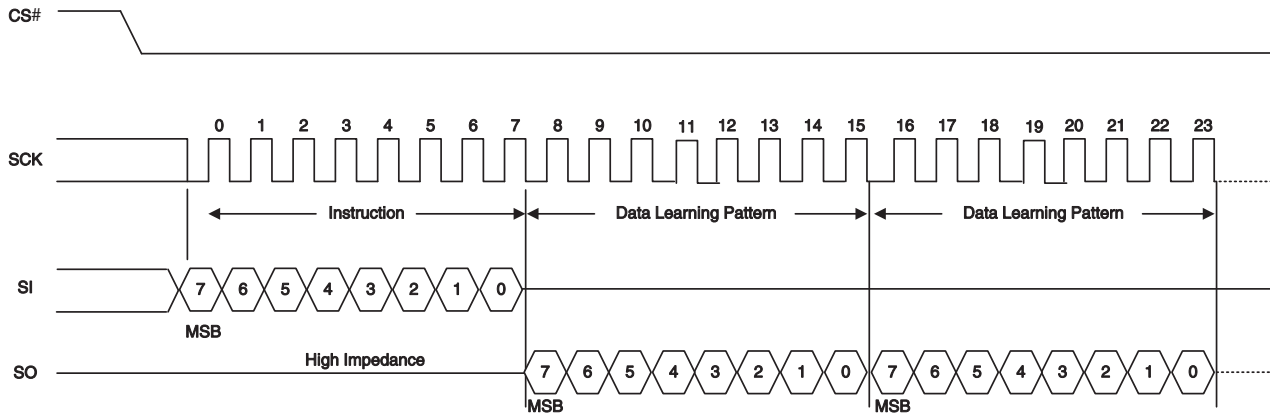 CS#
0 1 2 3 4 5 6 7 8 9 10 11 12 13 14 15 16 17 18 19 20 21 22 23
SCK
Instruction Data Learning Pattern Data Learning Pattern
SI 7 6 5 4 3 2 1 0
MSB
High Impedance
SO 7 6 5 4 3 2 1 0 7 6 5 4 3 2 1 0
MSB MSB